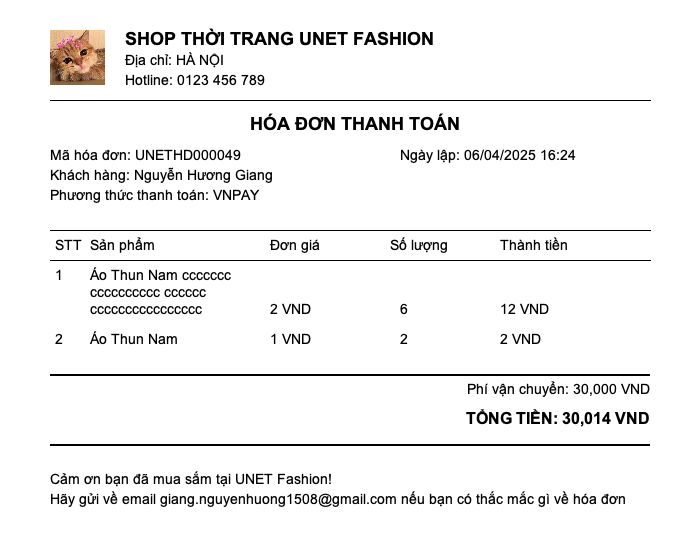 SHOP THỜI TRANG UNET FASHION
Địa chỉ: HÀ NỘI
Hotline: 0123 456 789
HÓA ĐƠN THANH TOÁN
Mã hóa đơn: UNETHD000049 Ngày lập: 06/04/2025 16:24
Khách hàng: Nguyễn Hương Giang
Phương thức thanh toán: VNPAY
STT Sản phẩm Đơn giá Số lượng Thành tiền
1 Áo Thun Nam ccccccc
cccccccccc cccccc
cccccccccccccccc 2 VND 6 12 VND
2 Áo Thun Nam 1 VND 2 2 VND
Phí vận chuyển: 30,000 VND
TỔNG TIỀN: 30,014 VND
Cảm ơn bạn đã mua sắm tại UNET Fashion!
Hãy gửi về email giang.nguyenhuong1508@gmail.com nếu bạn có thắc mắc gì về hóa đơn